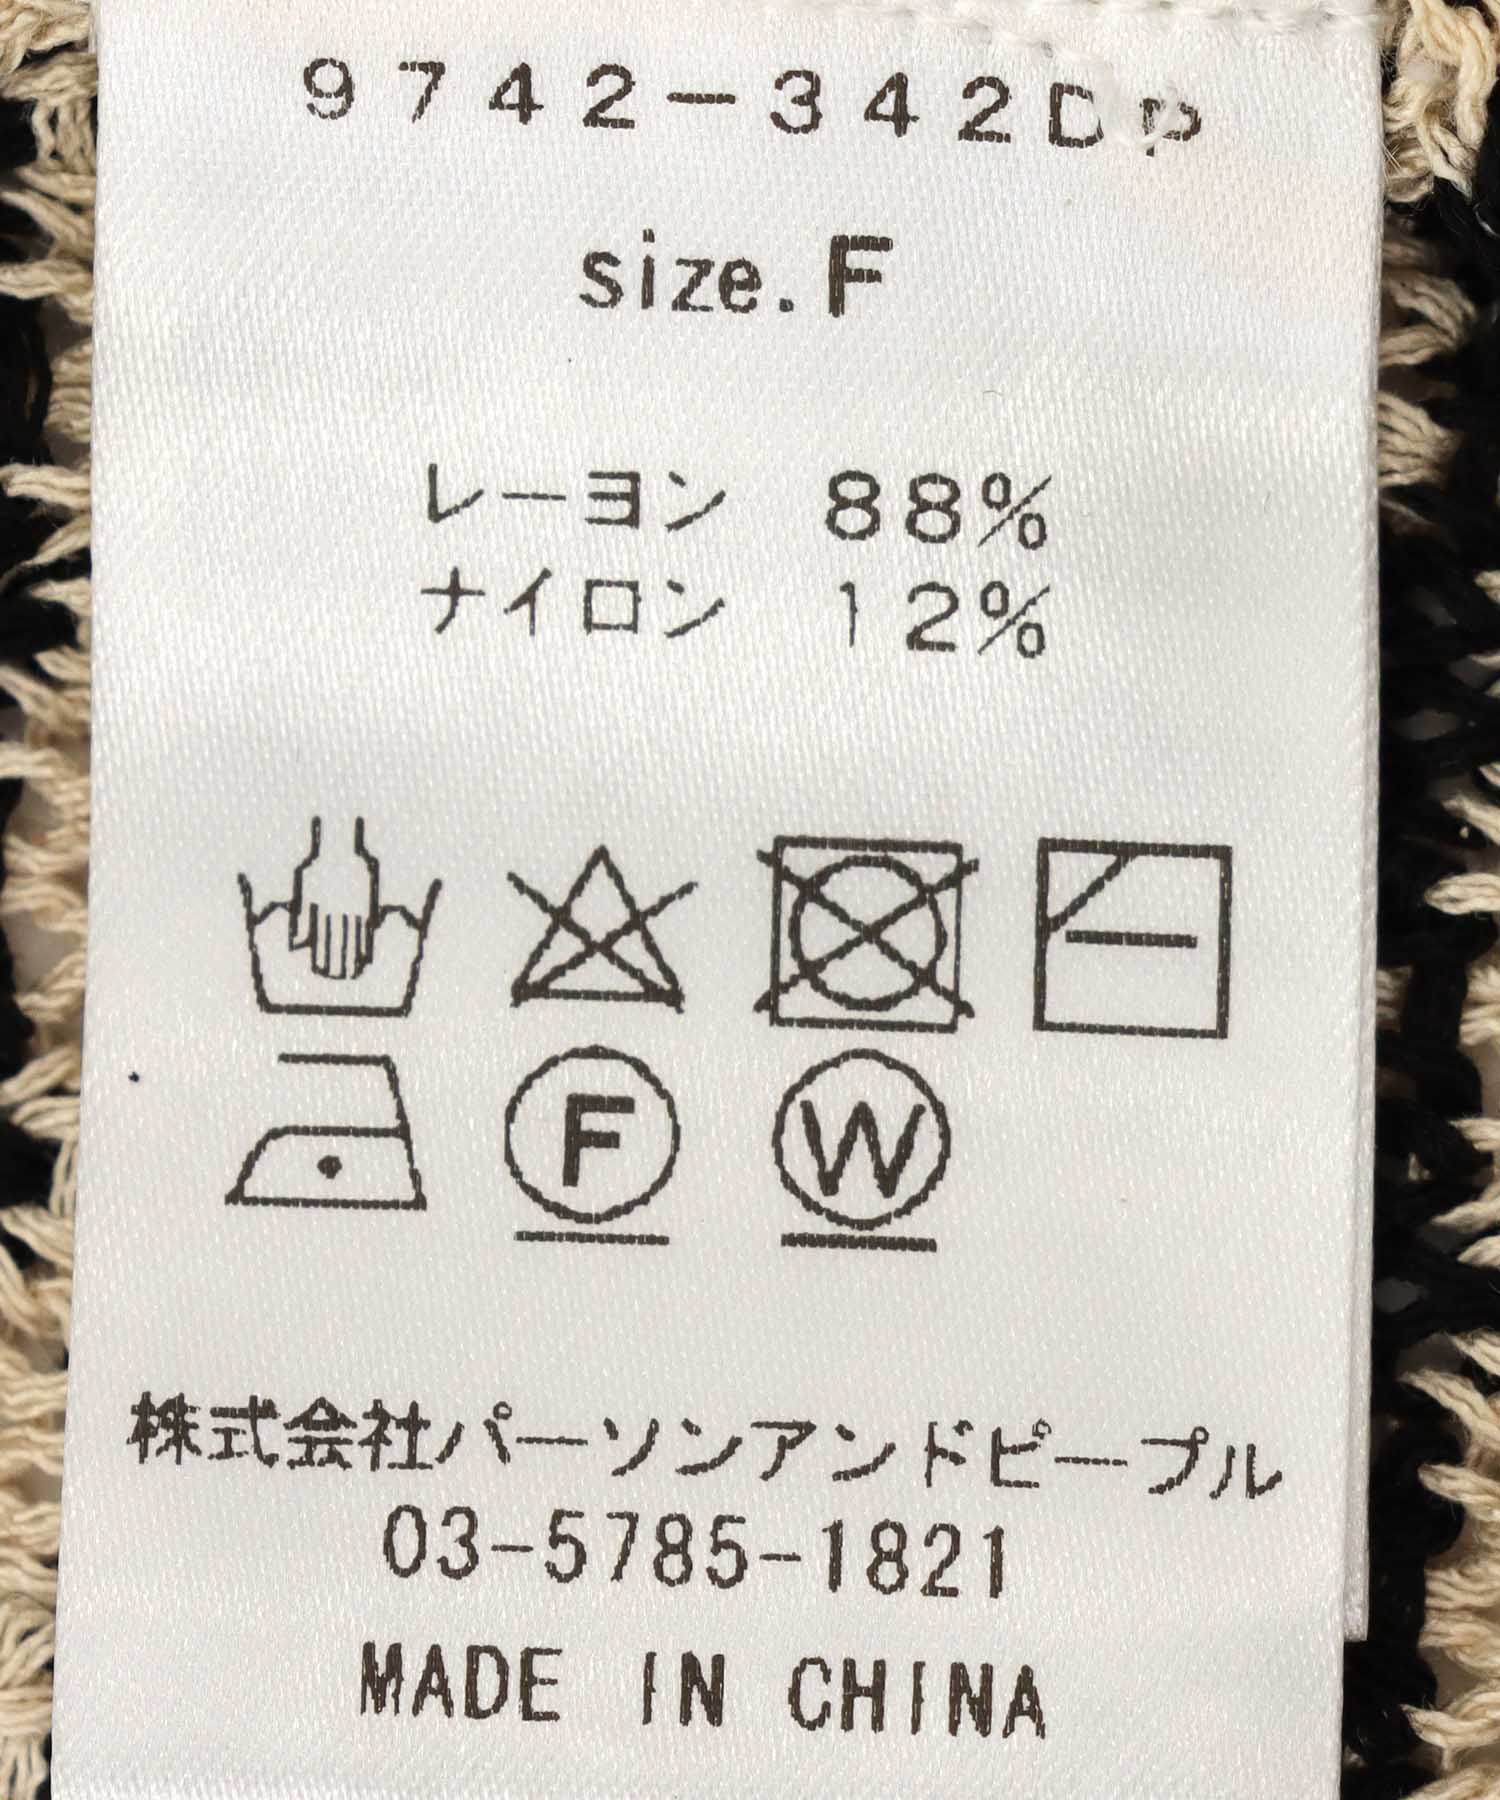 9742-342DP
size.F
レーヨン 88%
ナイロン 12%
F W
株式会社パーソンアンドピープル
03-5785-1821
MADE IN CHINA